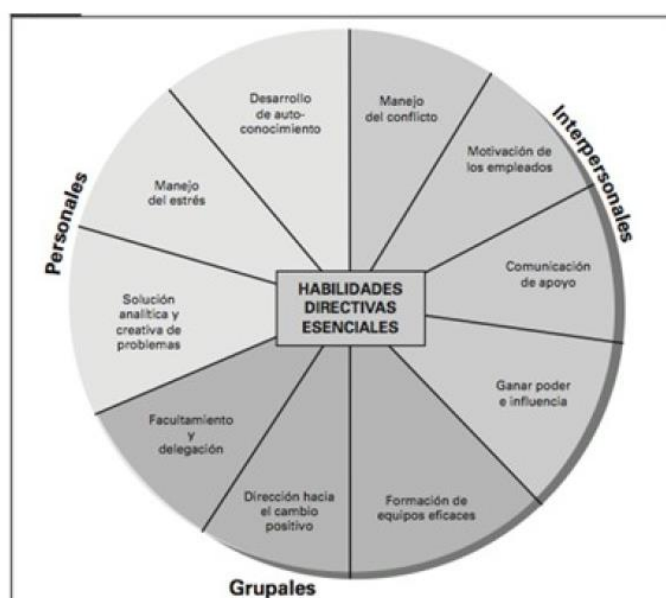 Desarrollo
de auto-
conocimiento
Manejo
del conflicto
Interpersonales
Motivación de
los empleados
Personales
Manejo
del estrés
Comunicación
de apoyo
HABILIDADES
DIRECTIVAS
ESENCIALES
Solución
analítica y
creativa de
problemas
Ganar poder
e influencia
Facultamiento
y
delegación
Dirección hacia
el cambio
positivo
Formación de
equipos eficaces
Grupales